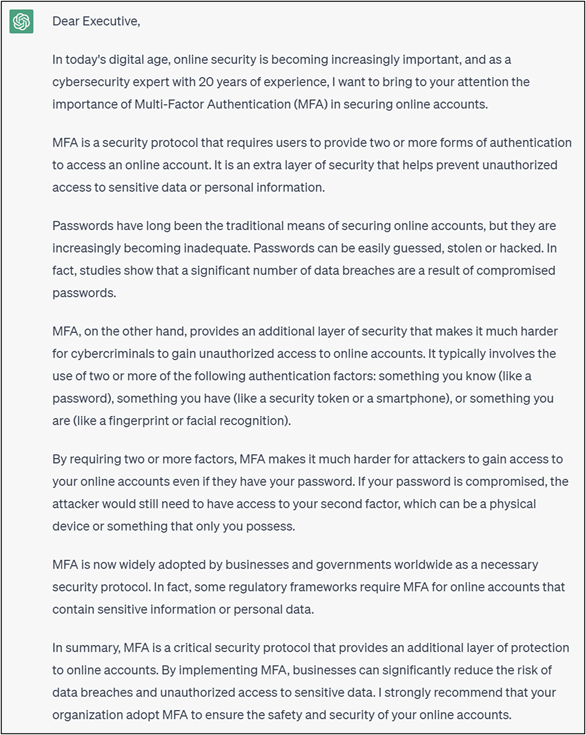 Dear Executive,
In today's digital age, online security is becoming increasingly important, and as a
cybersecurity expert with 20 years of experience, I want to bring to your attention the
importance of Multi-Factor Authentication (MFA) in securing online accounts.
MFA is a security protocol that requires users to provide two or more forms of authentication
to access an online account. It is an extra layer of security that helps prevent unauthorized
access to sensitive data or personal information.
Passwords have long been the traditional means of securing online accounts, but they are
increasingly becoming inadequate. Passwords can be easily guessed, stolen or hacked. In
fact, studies show that a significant number of data breaches are a result of compromised
passwords.
MFA, on the other hand, provides an additional layer of security that makes it much harder
for cybercriminals to gain unauthorized access to online accounts. It typically involves the
use of two or more of the following authentication factors: something you know (like a
password), something you have (like a security token or a smartphone), or something you
are (like a fingerprint or facial recognition).
By requiring two or more factors, MFA makes it much harder for attackers to gain access to
your online accounts even if they have your password. If your password is compromised, the
attacker would still need to have access to your second factor, which can be a physical
device or something that only you possess.
MFA is now widely adopted by businesses and governments worldwide as a necessary
security protocol. In fact, some regulatory frameworks require MFA for online accounts that
contain sensitive information or personal data.
In summary, MFA is a critical security protocol that provides an additional layer of protection
to online accounts. By implementing MFA, businesses can significantly reduce the risk of
data breaches and unauthorized access to sensitive data. I strongly recommend that your
organization adopt MFA to ensure the safety and security of your online accounts.